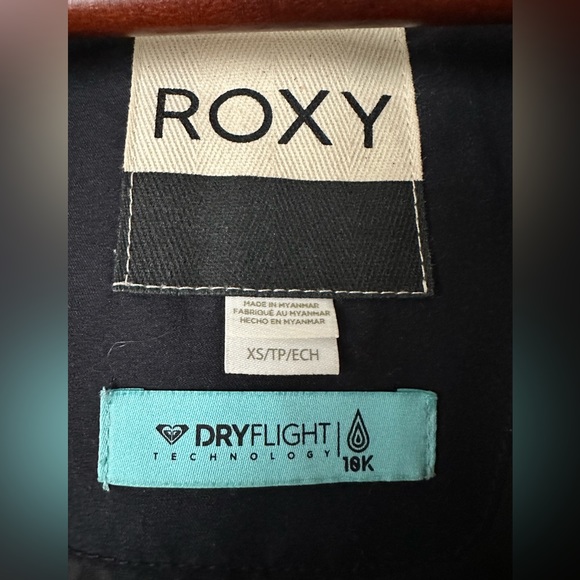 ROXY
MADE IN MYANMAR
FABRIQUÉ AU MYANMAR
HECHO EN MYANMAR
XS/TP/ECH
DRYFLIGHT
TECHNOLOGY
10K